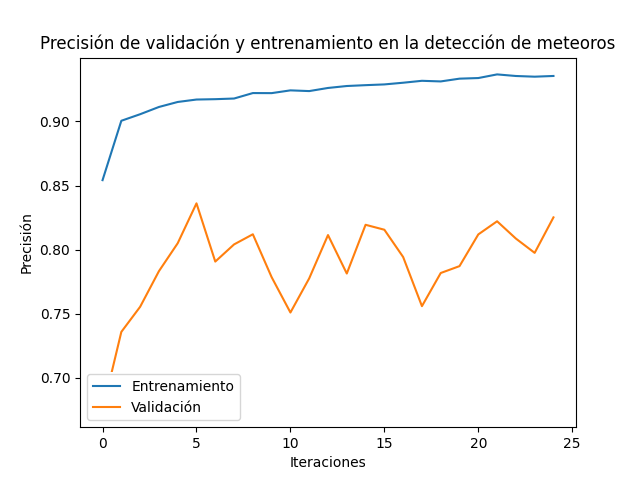 Precisión de validación y entrenamiento en la detección de meteoros
0.90
0.85
0.80
0.75
0.70
Precisión
Entrenamiento
Validación
0 5 10 15 20 25
Iteraciones